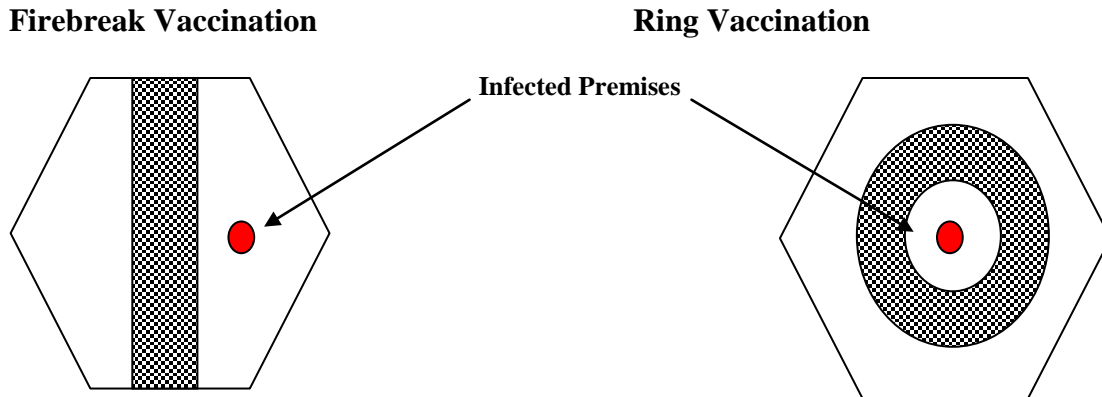 Firebreak Vaccination
Ring Vaccination
Infected Premises